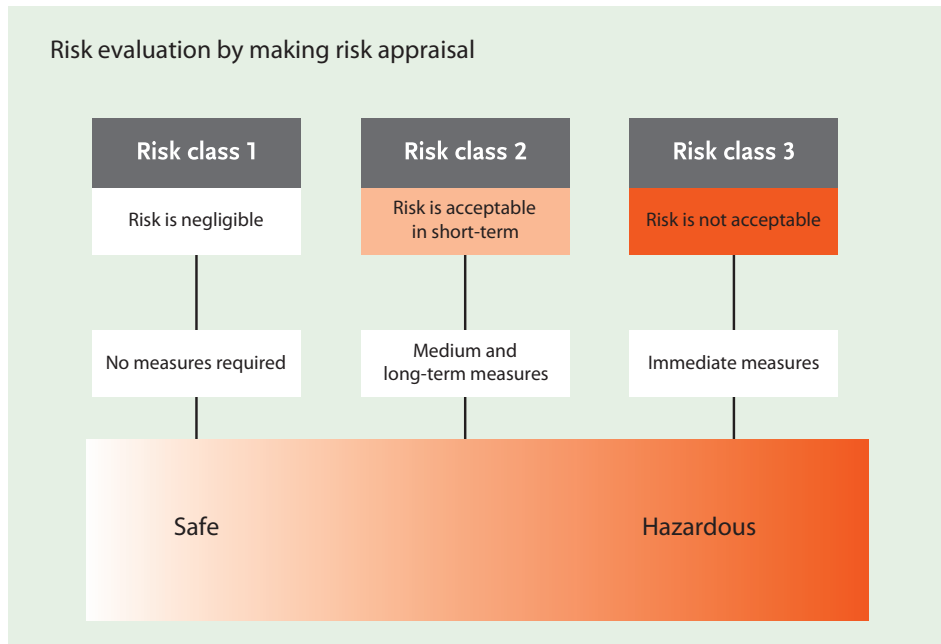 Risk evaluation by making risk appraisal
Risk class 1
Risk is negligible
No measures required
Risk class 2
Risk is acceptable
in short-term
Medium and
long-term measures
Risk class 3
Risk is not acceptable
Immediate measures
Safe
Hazardous